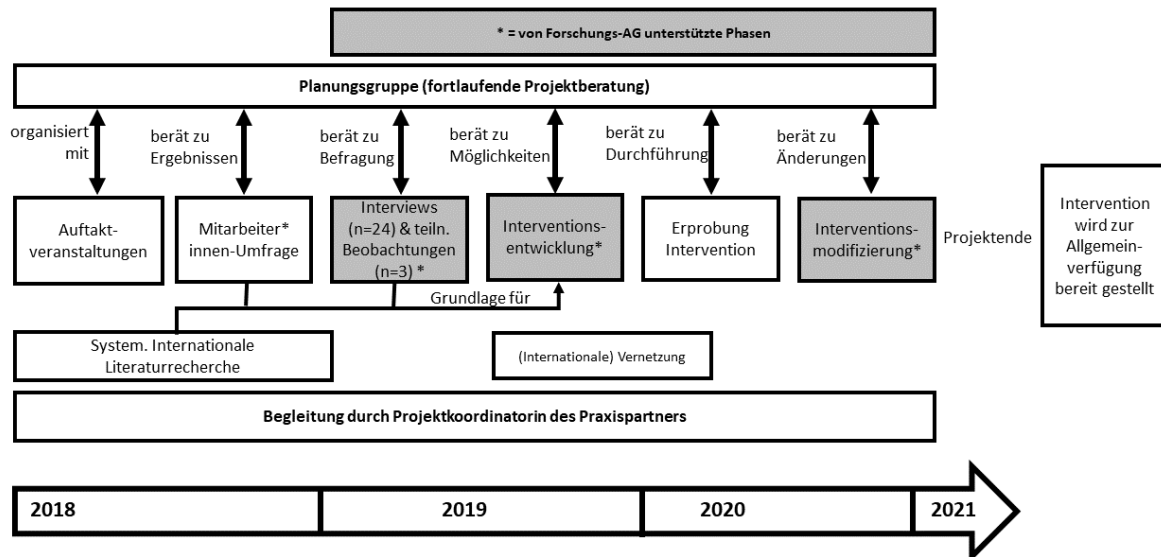 * = von Forschungs-AG unterstützte Phasen
Planungsgruppe (fortlaufende Projektberatung)
organisiert
mit
berät zu
Ergebnissen
berät zu
Befragung
berät zu
Möglichkeiten
berät zu
Durchführung
berät zu
Änderungen
Auftakt-
veranstaltungen
Mitarbeiter*
innen-Umfrage
Interviews
(n=24) & teiln.
Beobachtungen
(n=3) *
Interventions-
entwicklung*
Erprobung
Intervention
Interventions-
modifizierung*
Projektende
Intervention
wird zur
Allgemein-
verfügung
bereit gestellt
Grundlage für
System. Internationale
Literaturrecherche
(Internationale) Vernetzung
Begleitung durch Projektkoordinatorin des Praxispartners
2018
2019
2020
2021